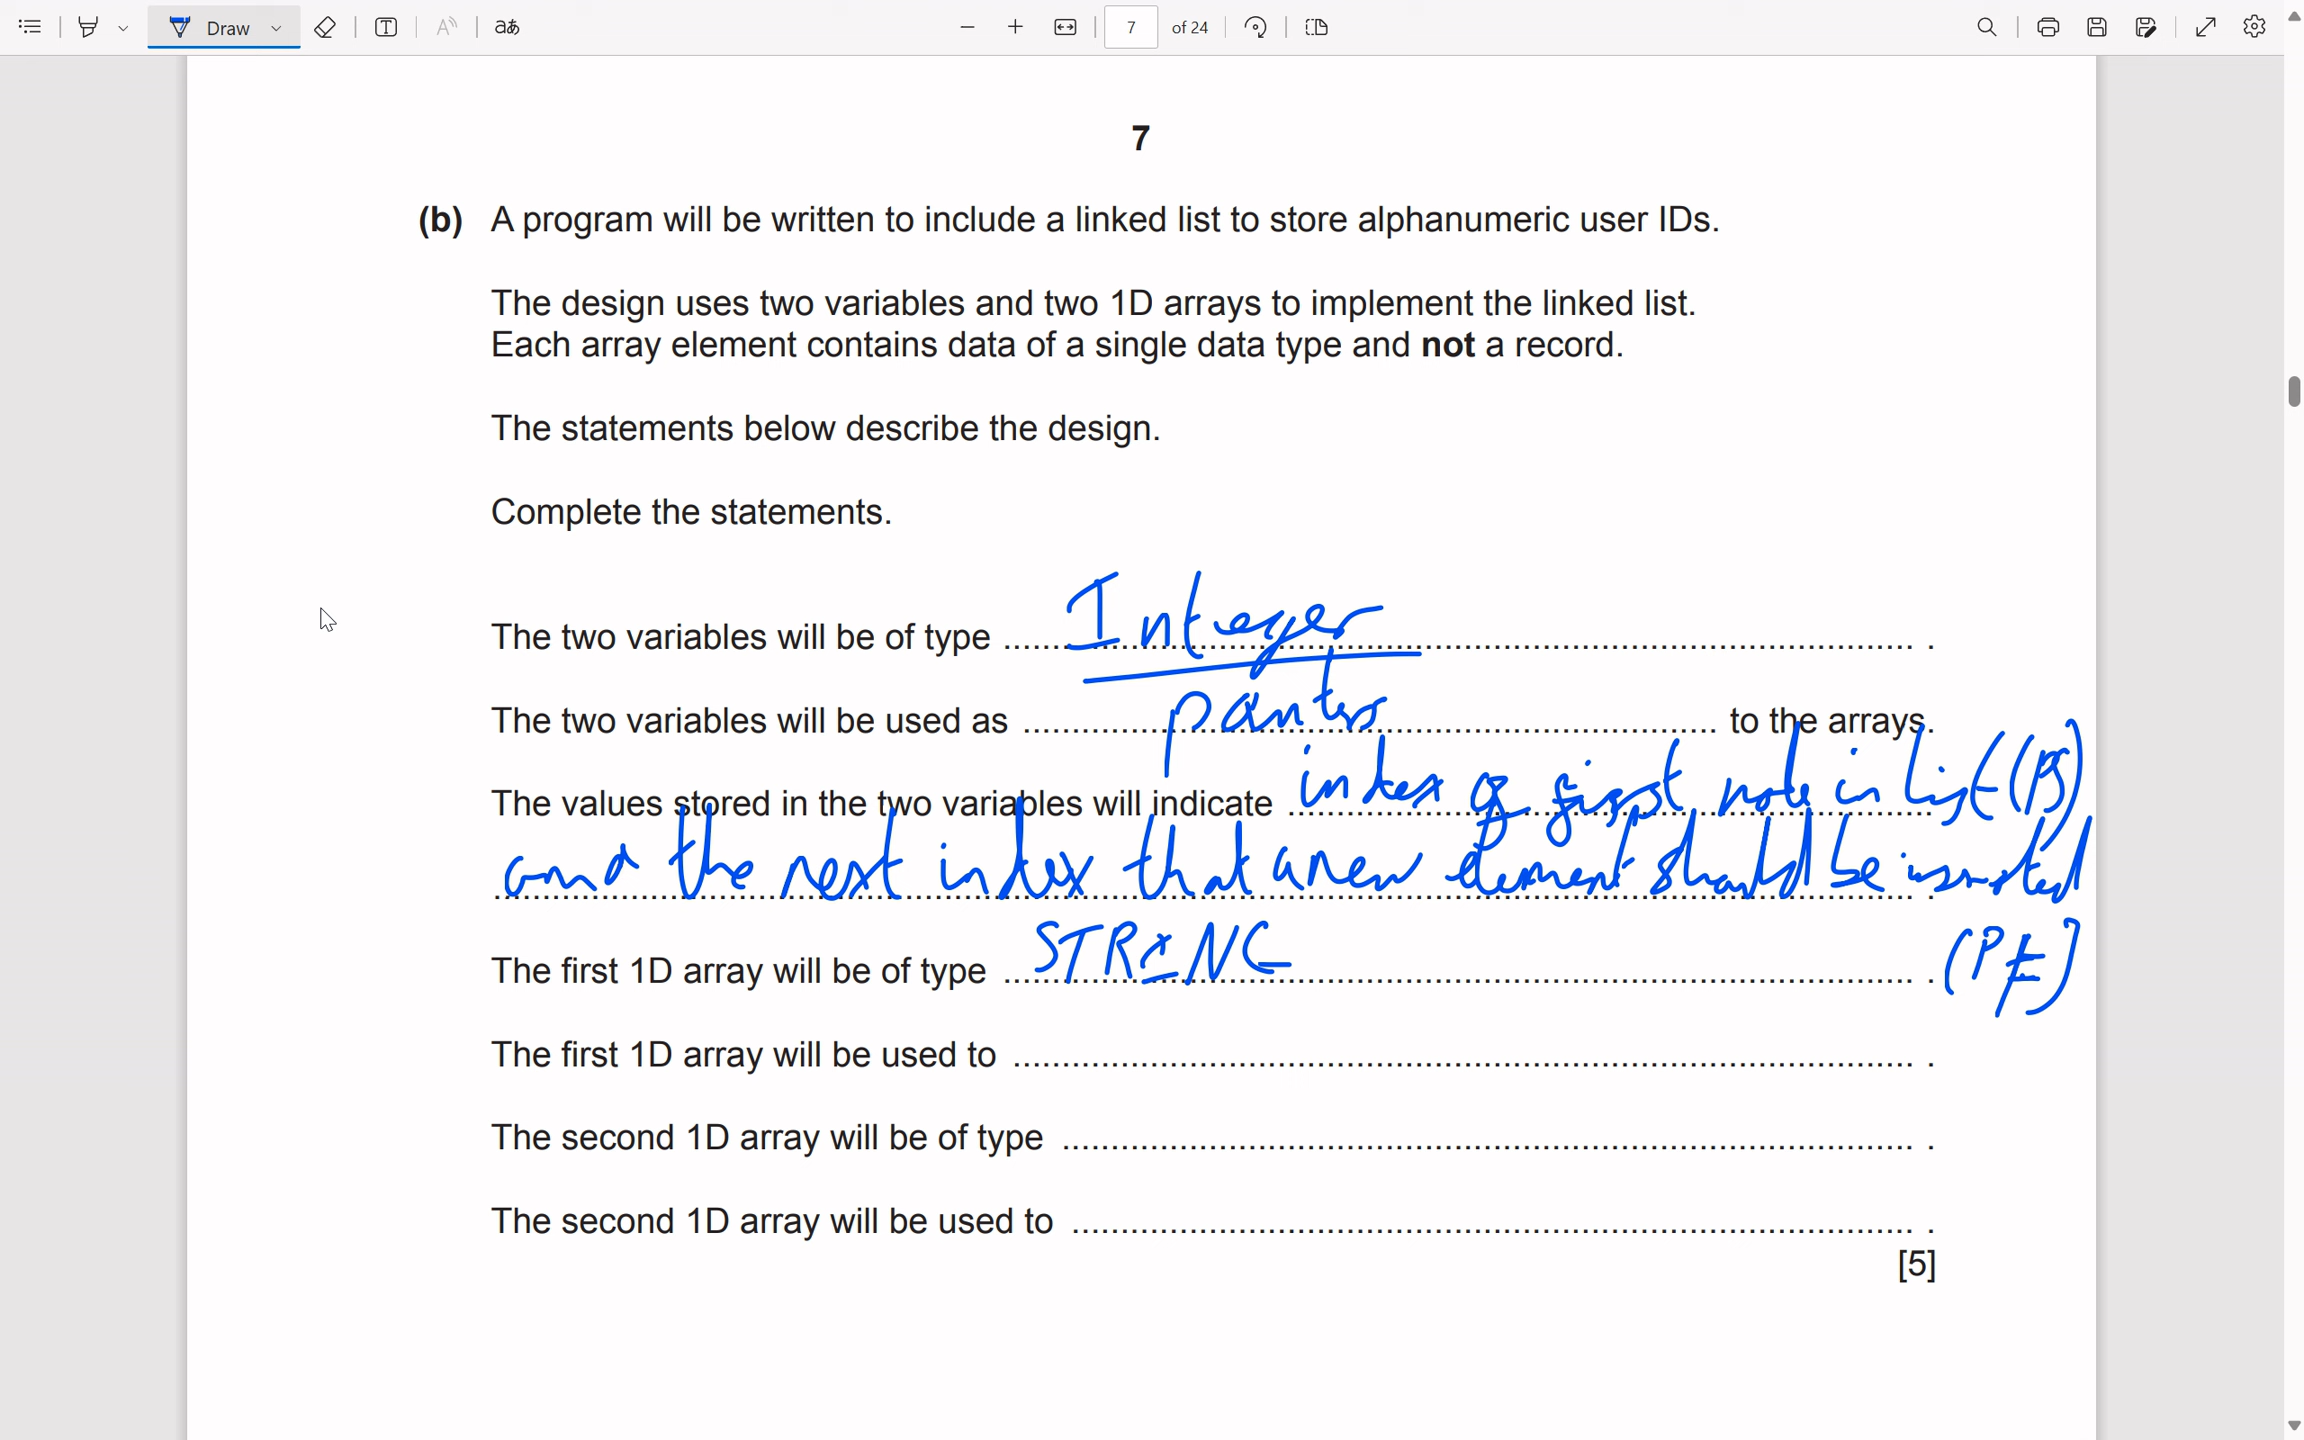 Draw
aあ
7
of 24
7
(b) A program will be written to include a linked list to store alphanumeric user IDs.
The design uses two variables and two 1D arrays to implement the linked list.
Each array element contains data of a single data type and not a record.
The statements below describe the design.
Complete the statements.
The two variables will be of type Integer .
The two variables will be used as pointers to the arrays.
The values stored in the two variables will indicate index of first node in list (PS)
and the next index that a new element should be inserted
The first 1D array will be of type STRING . (PE)
The first 1D array will be used to .
The second 1D array will be of type .
The second 1D array will be used to .
[5]